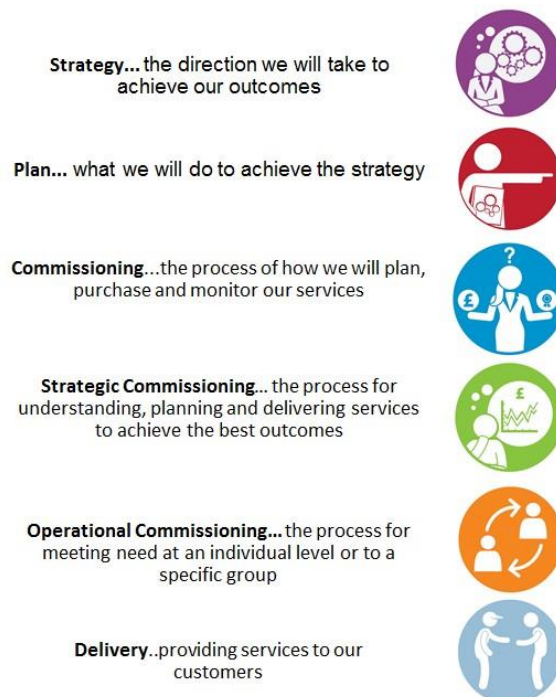 Strategy... the direction we will take to
achieve our outcomes
Plan... what we will do to achieve the strategy
Commissioning...the process of how we will plan,
purchase and monitor our services
?
£
Strategic Commissioning... the process for
understanding, planning and delivering services
to achieve the best outcomes
£
Operational Commissioning... the process for
meeting need at an individual level or to a
specific group
Delivery..providing services to our
customers